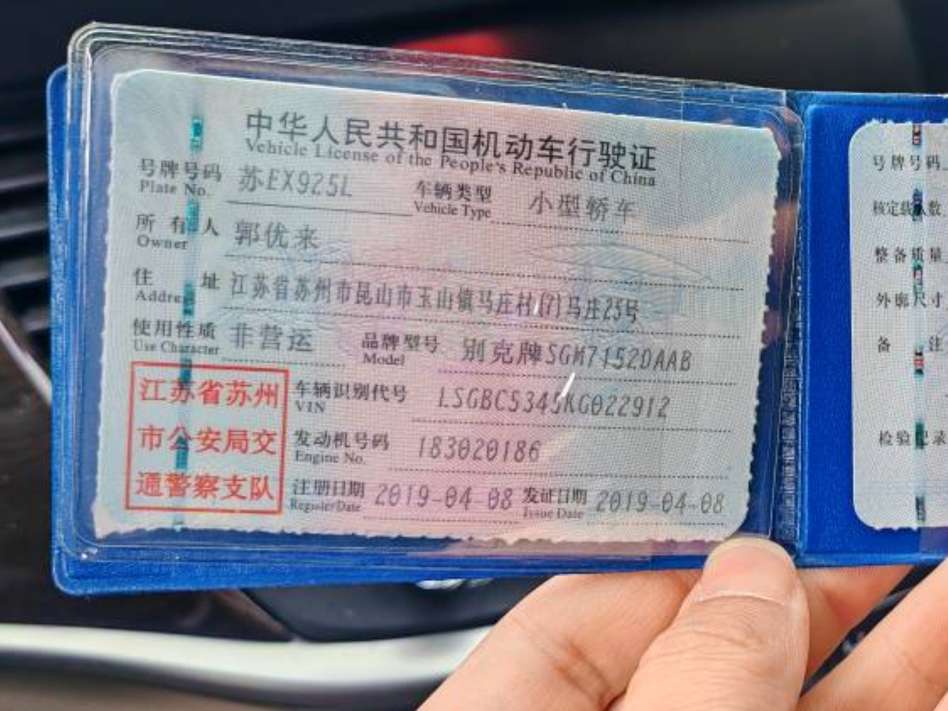 中华人民共和国机动车行驶证
Vehicle License of the People's Republic of China
号牌号码 苏EX925L 车辆类型 小型轿车
Plate No. Vehicle Type
所有人 郭优来
Owner
住址 江苏省苏州市昆山市玉山镇马庄村(7)马庄25号
Address
使用性质 非营运 品牌型号 别克牌SGM7152DAAB
Use Character Model
江苏省苏州
市公安局交
通警察支队
车辆识别代号 LSGBC5345KG022912
VIN
发动机号码 183020186
Engine No.
注册日期 2019-04-08 发证日期 2019-04-08
Register Date Issue Date
号牌号码
核定载人数
整备质量
外廓尺寸
备注
检验记录